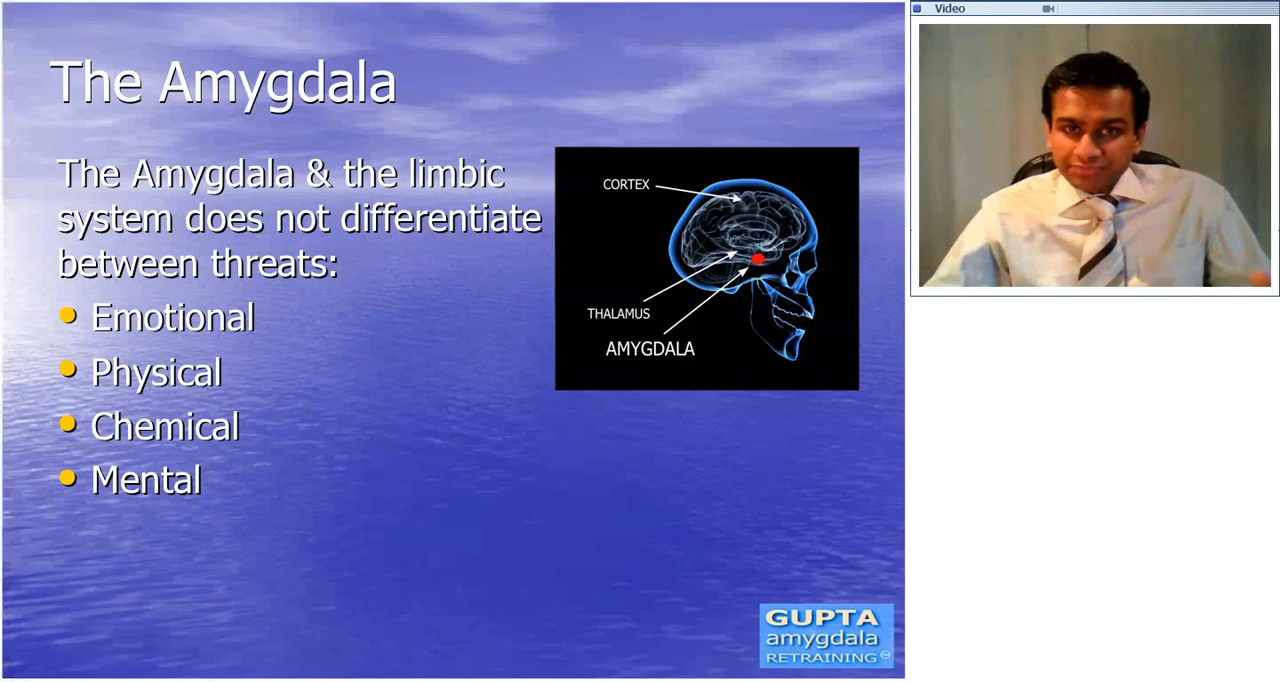 The Amygdala
The Amygdala & the limbic
system does not differentiate
between threats:
Emotional
Physical
Chemical
Mental
CORTEX
THALAMUS
AMYGDALA
GUPTA
amygdala
RETRAINING™
Video